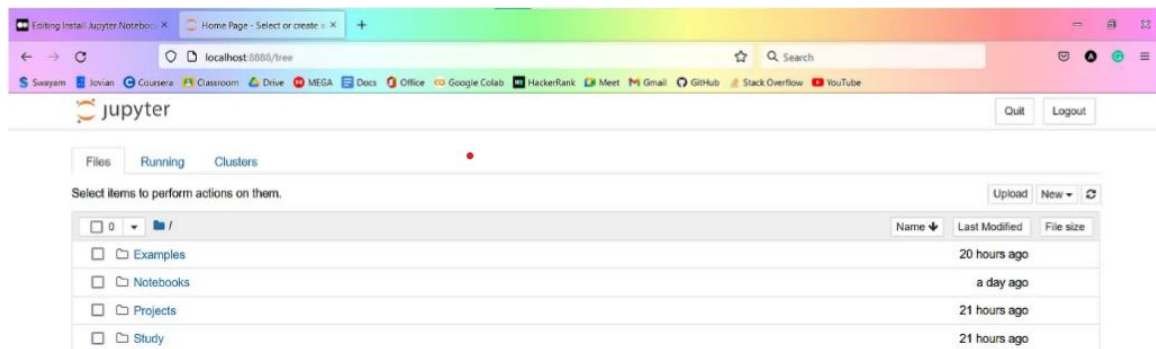 Editing Install Jupyter Noteboo × Home Page - Select or create a × +
localhost:8888/tree Search
Swayam Jovian Coursera Classroom Drive MEGA Docs Office Google Colab HackerRank Meet Gmail GitHub Stack Overflow YouTube
jupyter Quit Logout
Files Running Clusters
Select items to perform actions on them. Upload New
0 / Name Last Modified File size
Examples 20 hours ago
Notebooks a day ago
Projects 21 hours ago
Study 21 hours ago